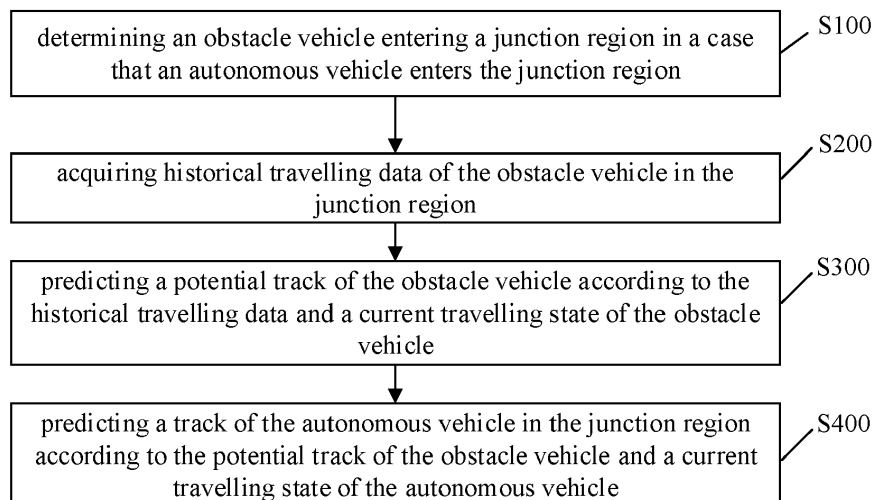 determining an obstacle vehicle entering a junction region in a case
that an autonomous vehicle enters the junction region
S100
acquiring historical travelling data of the obstacle vehicle in the
junction region
S200
predicting a potential track of the obstacle vehicle according to the
historical travelling data and a current travelling state of the obstacle
vehicle
S300
predicting a track of the autonomous vehicle in the junction region
according to the potential track of the obstacle vehicle and a current
travelling state of the autonomous vehicle
S400